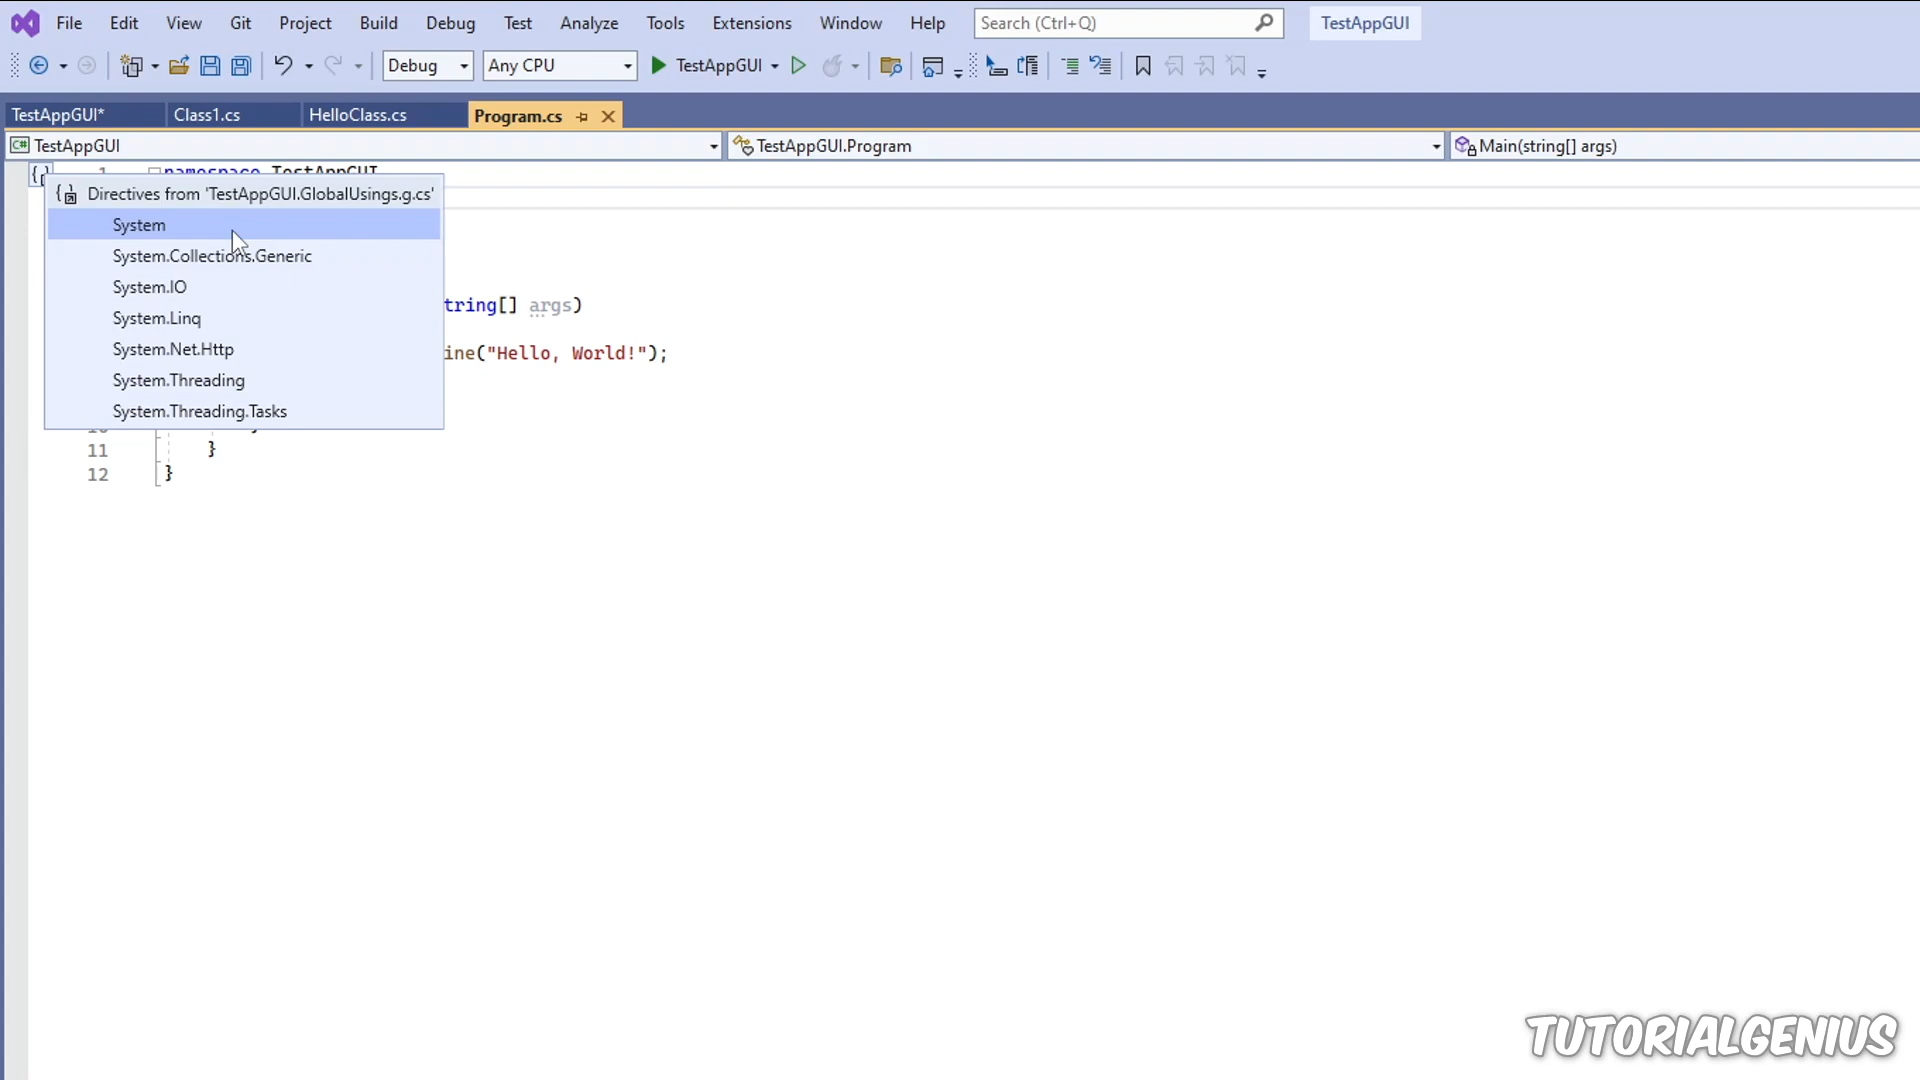 File Edit View Git Project Build Debug Test Analyze Tools Extensions Window Help Search (Ctrl+Q) TestAppGUI
Debug Any CPU TestAppGUI
TestAppGUI* Class1.cs HelloClass.cs Program.cs
C# TestAppGUI TestAppGUI.Program Main(string[] args)
1 namespace TestAppGUI
Directives from 'TestAppGUI.GlobalUsings.g.cs'
System
System.Collections.Generic
System.IO
tring[] args)
System.Linq
System.Net.Http
ine("Hello, World!");
System.Threading
System.Threading.Tasks
11 }
12 }
TUTORIALGENIUS